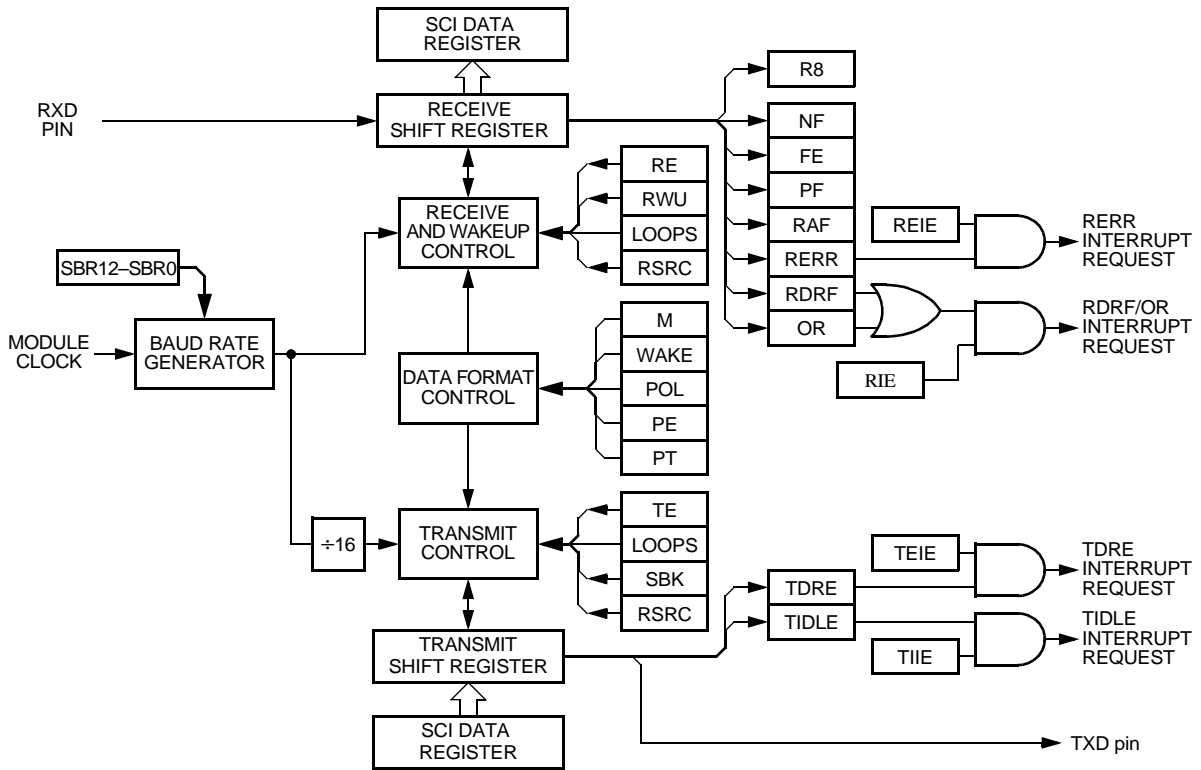 SCI DATA
REGISTER
RXD
PIN
RECEIVE
SHIFT REGISTER
R8
NF
FE
PF
RAF
RERR
RDRF
OR
RE
RWU
LOOPS
RSRC
RECEIVE
AND WAKEUP
CONTROL
REIE
RERR
INTERRUPT
REQUEST
RDRF/OR
INTERRUPT
REQUEST
RIE
SBR12–SBR0
MODULE
CLOCK
BAUD RATE
GENERATOR
DATA FORMAT
CONTROL
M
WAKE
POL
PE
PT
÷16
TRANSMIT
CONTROL
TE
LOOPS
SBK
RSRC
TEIE
TDRE
INTERRUPT
REQUEST
TDRE
TIDLE
TIDLE
INTERRUPT
REQUEST
TIIE
TRANSMIT
SHIFT REGISTER
SCI DATA
REGISTER
TXD pin